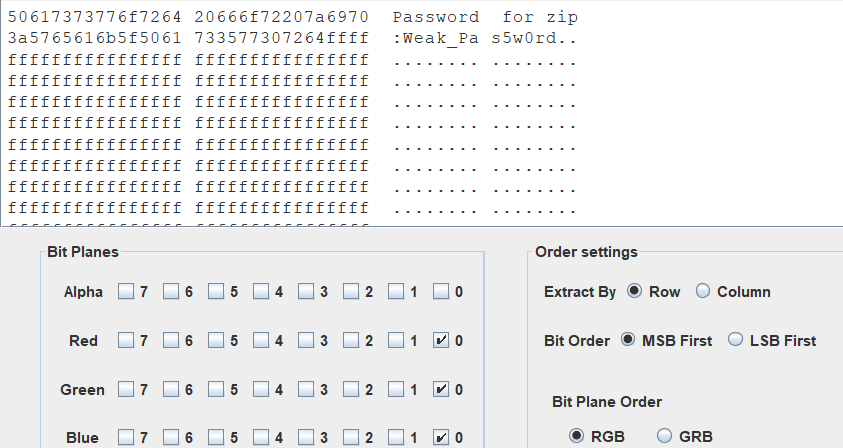 50617373776f7264 20666f72207a6970 Password for zip
3a5765616b5f5061 733577307264ffff :Weak_Pa s5w0rd..
ffffffffffffffff ffffffffffffffff ........ ........
ffffffffffffffff ffffffffffffffff ........ ........
ffffffffffffffff ffffffffffffffff ........ ........
ffffffffffffffff ffffffffffffffff ........ ........
ffffffffffffffff ffffffffffffffff ........ ........
ffffffffffffffff ffffffffffffffff ........ ........
ffffffffffffffff ffffffffffffffff ........ ........
ffffffffffffffff ffffffffffffffff ........ ........
Bit Planes
Alpha 7 6 5 4 3 2 1 0
Red 7 6 5 4 3 2 1 0
Green 7 6 5 4 3 2 1 0
Blue 7 6 5 4 3 2 1 0
Order settings
Extract By Row Column
Bit Order MSB First LSB First
Bit Plane Order
RGB GRB